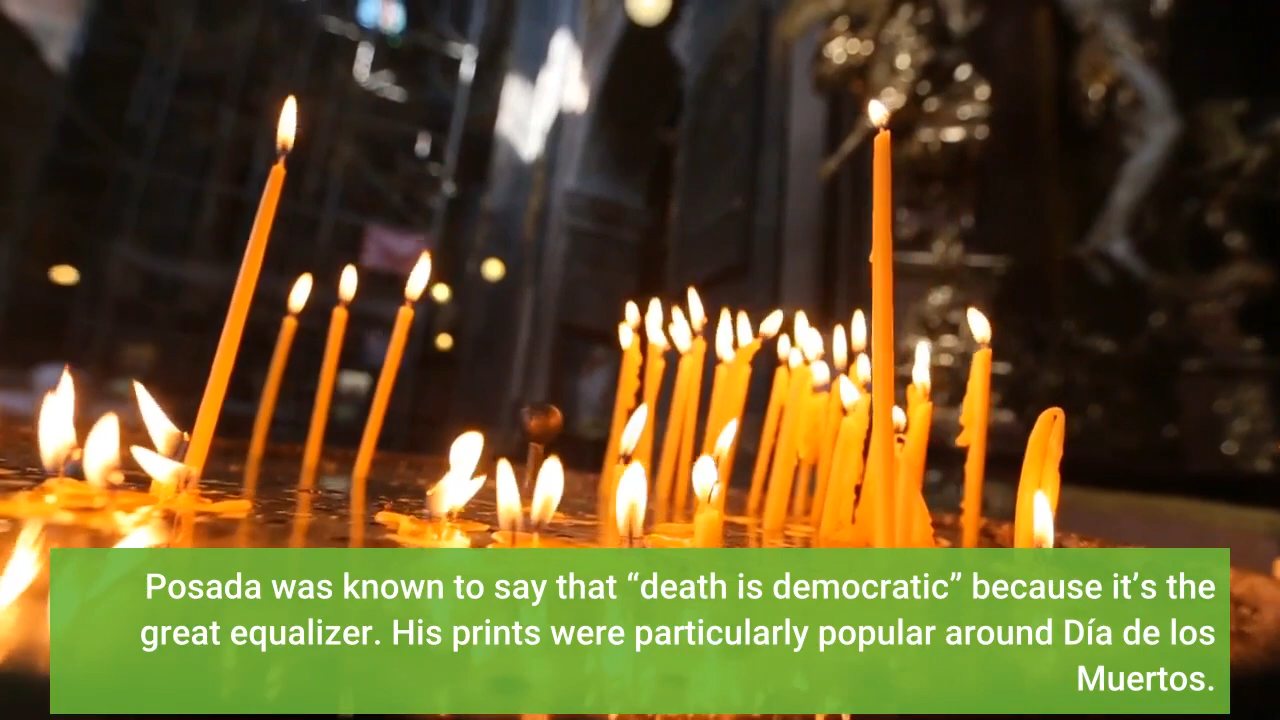 Posada was known to say that “death is democratic” because it’s the
great equalizer. His prints were particularly popular around Día de los
Muertos.